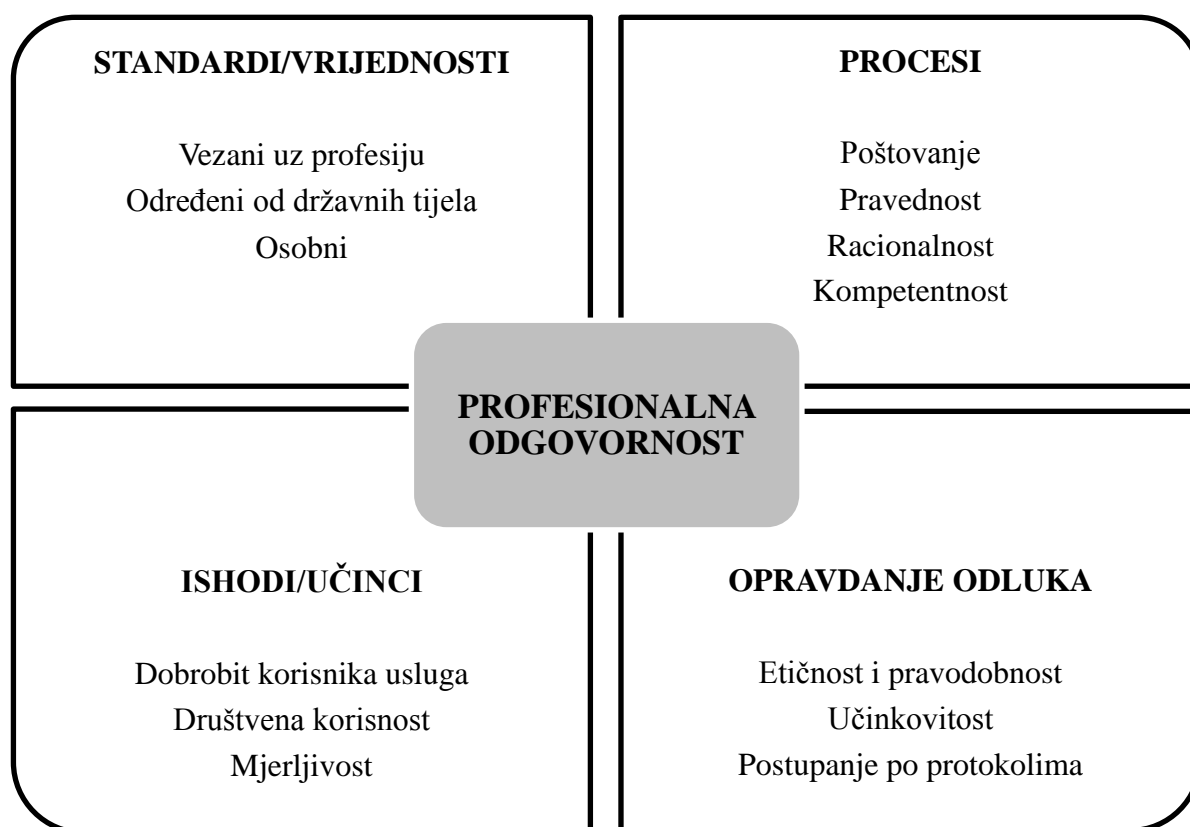 STANDARDI/VRIJEDNOSTI
Vezani uz profesiju
Određeni od državnih tijela
Osobni
PROCESI
Poštovanje
Pravednost
Racionalnost
Kompetentnost
PROFESIONALNA
ODGOVORNOST
ISHODI/UČINCI
Dobrobit korisnika usluga
Društvena korisnost
Mjerljivost
OPRAVDANJE ODLUKA
Etičnost i pravodobnost
Učinkovitost
Postupanje po protokolima